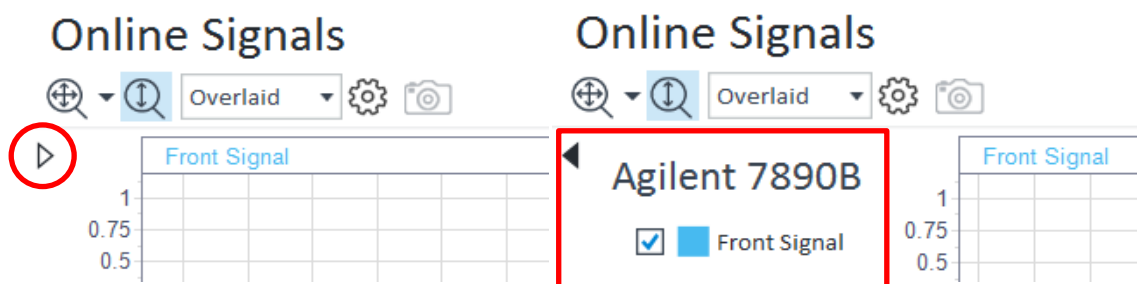 Online Signals
Overlaid
Front Signal
1
0.75
0.5
Online Signals
Overlaid
Agilent 7890B
Front Signal
Front Signal
1
0.75
0.5